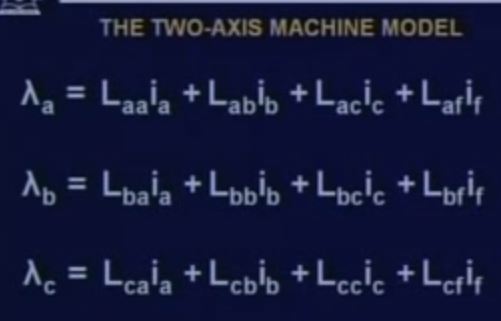 THE TWO-AXIS MACHINE MODEL
λa = Laaia + Labib + Lacic + Lafif
λb = Lbaia + Lbbib + Lbcic + Lbfif
λc = Lcaia + Lcbib + Lccic + Lcfif